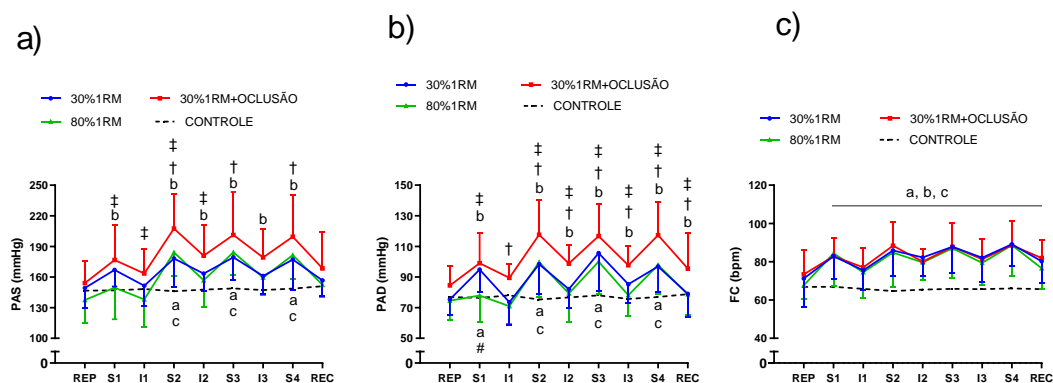 a)
30%1RM
30%1RM+OCLUSÃO
80%1RM
CONTROLE
PAS
(mmHg)
250
220
190
160
130
100
0
‡
b
‡
‡
†
b
‡
b
†
b
b
†
b
a
c
a
c
a
c
REP S1 I1 S2 I2 S3 I3 S4 REC
b)
30%1RM
30%1RM+OCLUSÃO
80%1RM
CONTROLE
PAD
(mmHg)
150
130
110
90
70
50
0
‡
b
†
‡
†
b
‡
†
b
‡
†
b
‡
†
b
‡
†
b
‡
†
b
a
#
a
c
a
c
a
c
REP S1 I1 S2 I2 S3 I3 S4 REC
c)
30%1RM
30%1RM+OCLUSÃO
80%1RM
CONTROLE
FC (bpm)
120
100
80
60
40
0
a, b, c
REP S1 I1 S2 I2 S3 I3 S4 REC